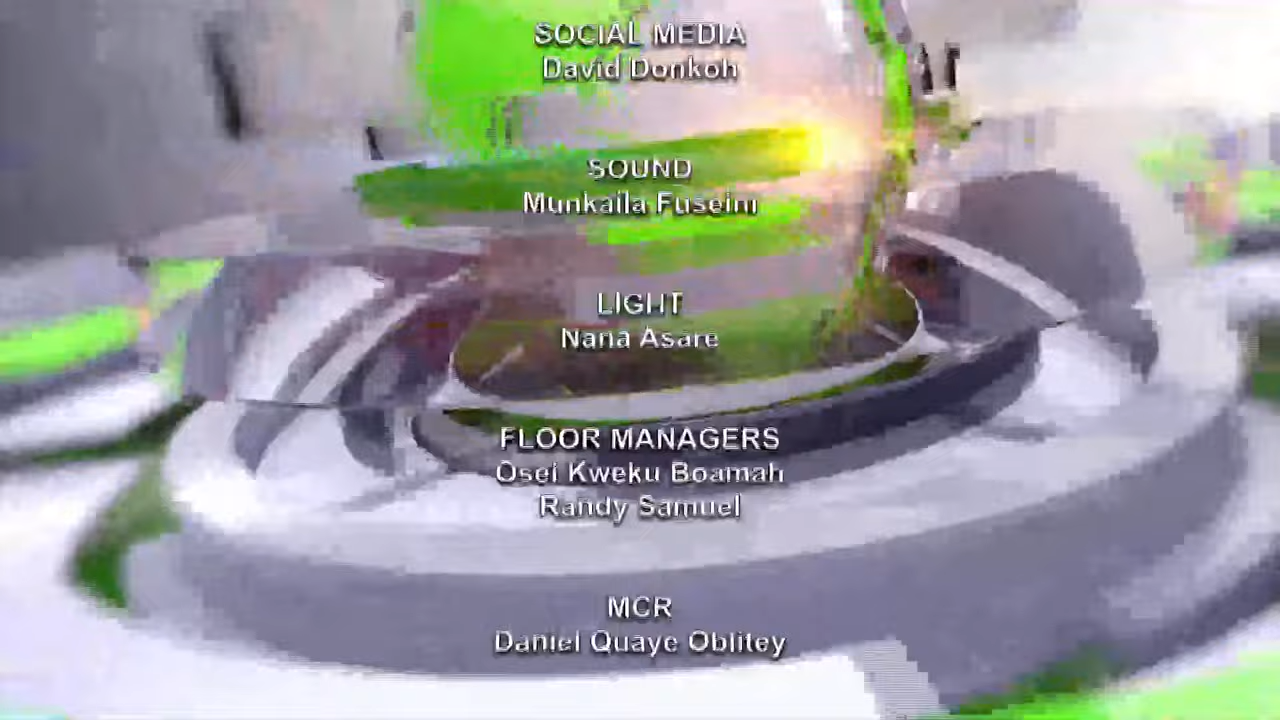 SOCIAL MEDIA
David Donkoh
SOUND
Munkaila Fuseini
LIGHT
Nana Asare
FLOOR MANAGERS
Osei Kweku Boamah
Randy Samuel
MCR
Daniel Quaye Oblitey